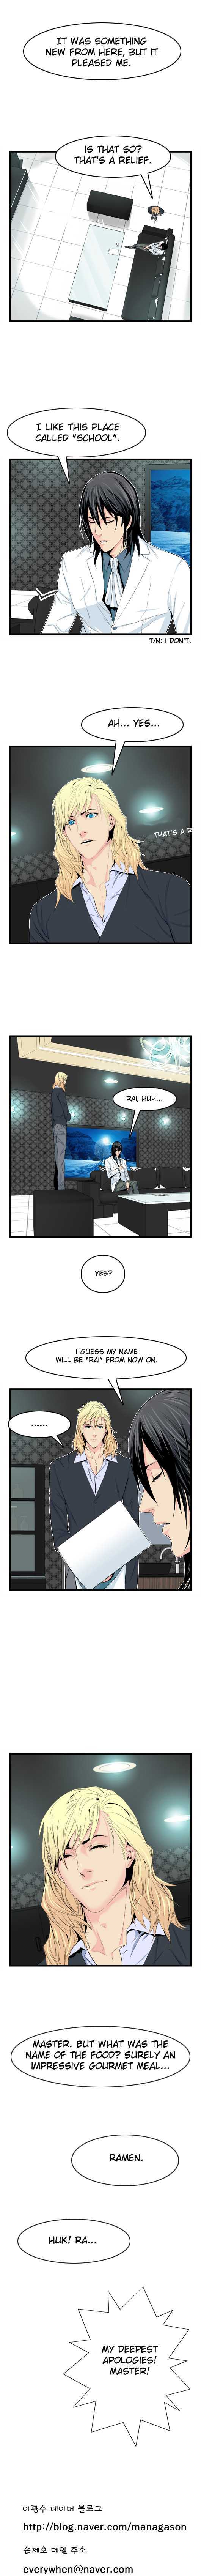 IT WAS SOMETHING
NEW FROM HERE, BUT IT
PLEASED ME.
IS THAT SO?
THAT'S A RELIEF.
I LIKE THIS PLACE
CALLED "SCHOOL".
T/N: I DON'T.
AH... YES...
THAT'S A R
RAI, HUH...
YES?
I GUESS MY NAME
WILL BE "RAI" FROM NOW ON.
......
MASTER. BUT WHAT WAS THE
NAME OF THE FOOD? SURELY AN
IMPRESSIVE GOURMET MEAL...
RAMEN.
HUK! RA...
MY DEEPEST
APOLOGIES!
MASTER!
이광수 네이버 블로그
http://blog.naver.com/managason
손제호 메일 주소
everywhen@naver.com